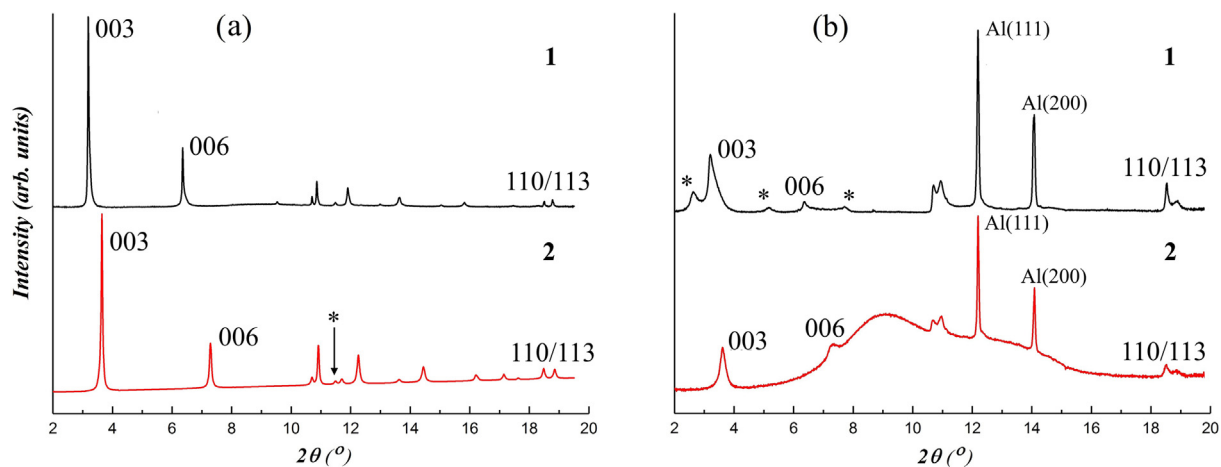 (a)
003
1
006
110/113
003
2
*
006
110/113
Intensity (arb. units)
2 4 6 8 10 12 14 16 18 20
2θ (°)
(b)
Al(111)
1
Al(200)
003
110/113
*
*
006
*
Al(111)
2
Al(200)
006
003
110/113
2 4 6 8 10 12 14 16 18 20
2θ (°)